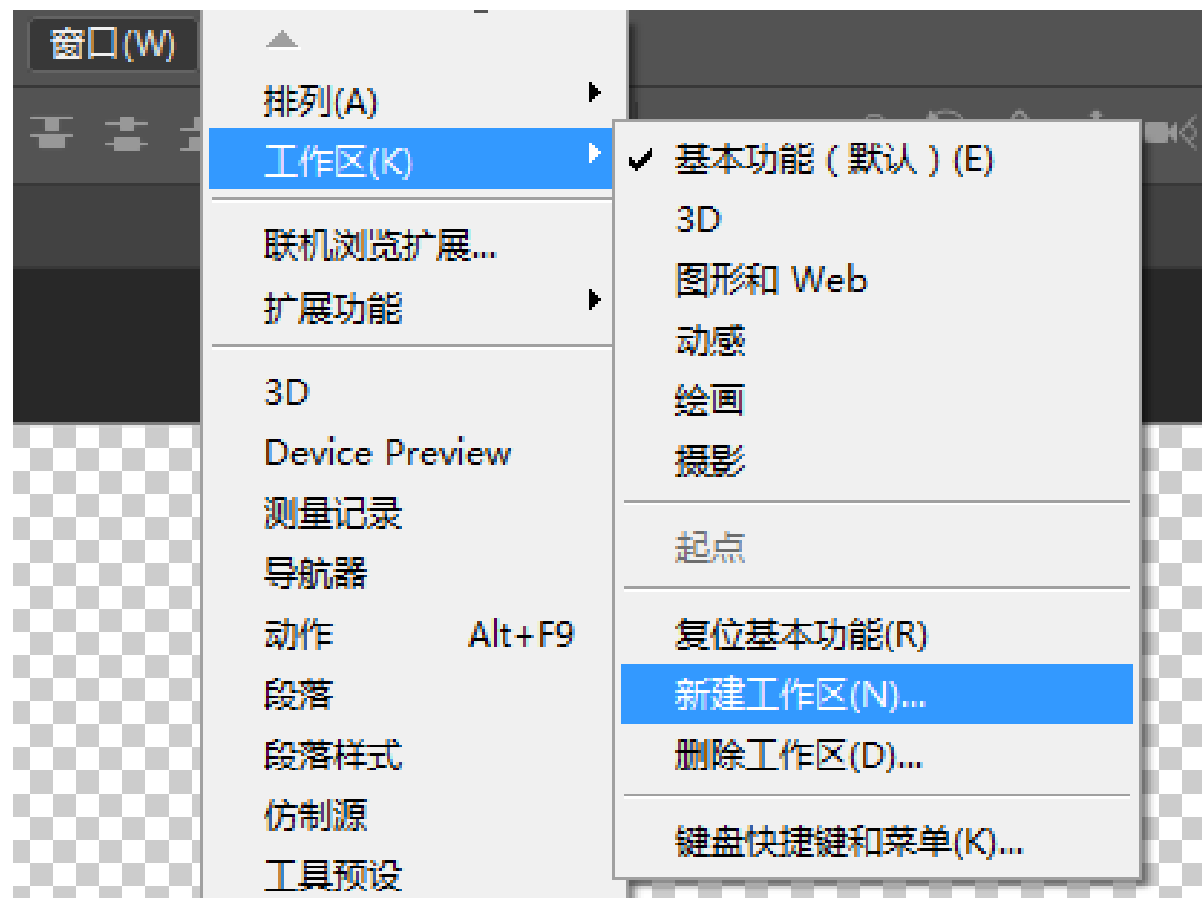 窗口(W)
排列(A)
工作区(K)
联机浏览扩展...
扩展功能
3D
Device Preview
测量记录
导航器
动作 Alt+F9
段落
段落样式
仿制源
工具预设
基本功能（默认）(E)
3D
图形和 Web
动感
绘画
摄影
起点
复位基本功能(R)
新建工作区(N)...
删除工作区(D)...
键盘快捷键和菜单(K)...